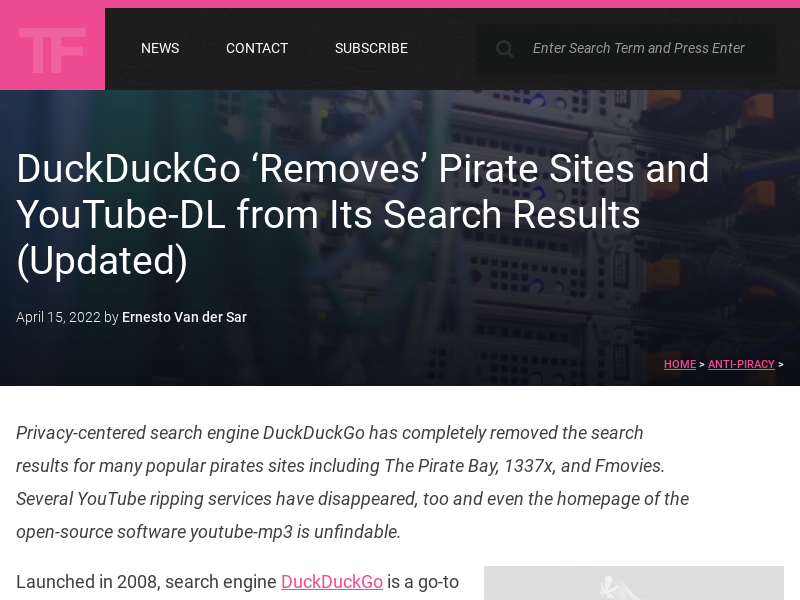 TF
NEWS
CONTACT
SUBSCRIBE
Enter Search Term and Press Enter
DuckDuckGo ‘Removes’ Pirate Sites and
YouTube-DL from Its Search Results
(Updated)
April 15, 2022 by Ernesto Van der Sar
HOME > ANTI-PIRACY >
Privacy-centered search engine DuckDuckGo has completely removed the search
results for many popular pirates sites including The Pirate Bay, 1337x, and Fmovies.
Several YouTube ripping services have disappeared, too and even the homepage of the
open-source software youtube-mp3 is unfindable.
Launched in 2008, search engine DuckDuckGo is a go-to